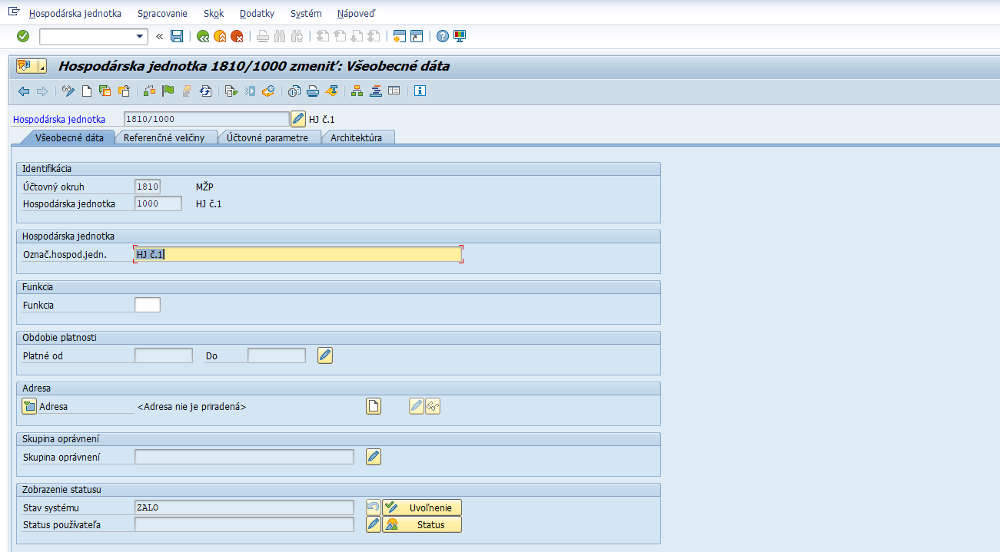 Hospodárska jednotka Spracovanie Skok Dodatky Systém Nápoveď
Hospodárska jednotka 1810/1000 zmeniť: Všeobecné dáta
Hospodárska jednotka 1810/1000 HJ č.1
Všeobecné dáta Referenčné veličiny Účtovné parametre Architektúra
Identifikácia
Účtovný okruh 1810 MŽP
Hospodárska jednotka 1000 HJ č.1
Hospodárska jednotka
Označ.hospod.jedn. HJ č.1
Funkcia
Funkcia
Obdobie platnosti
Platné od Do
Adresa
Adresa <Adresa nie je priradená>
Skupina oprávnení
Skupina oprávnení
Zobrazenie statusu
Stav systému ZALO Uvoľnenie
Status používateľa Status